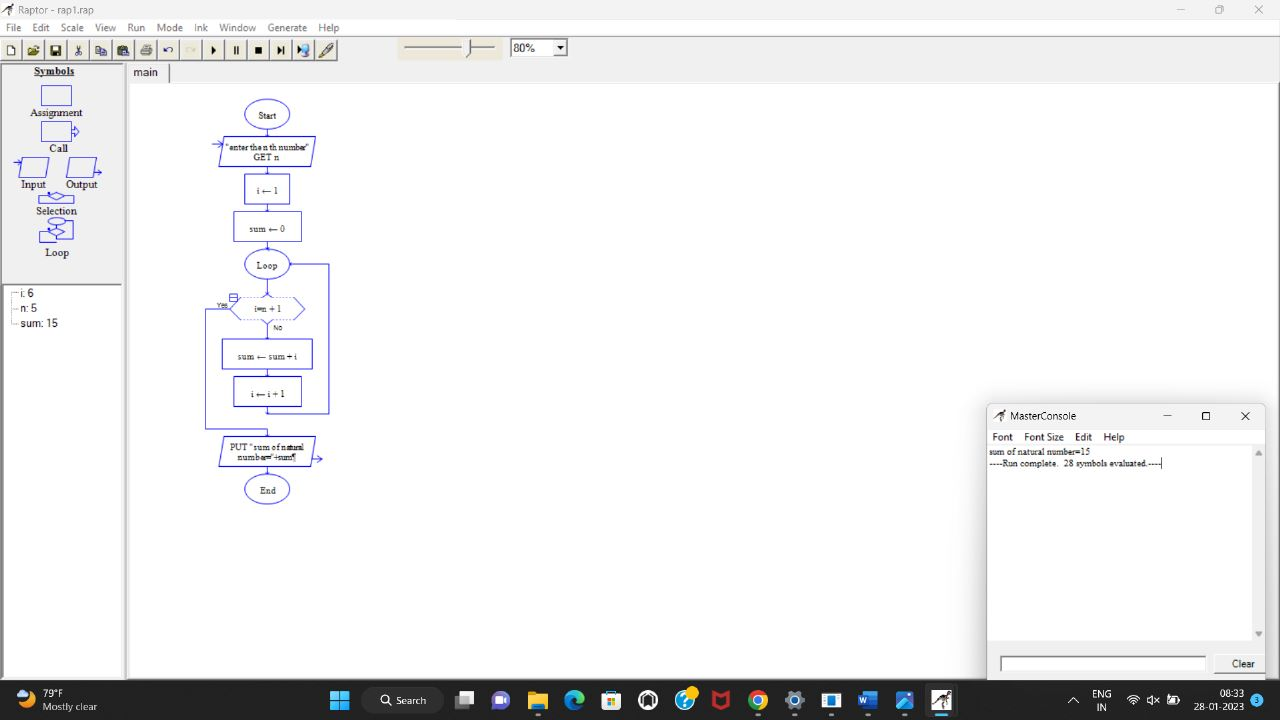 Raptor - rap1.rap
File Edit Scale View Run Mode Ink Window Generate Help
80%
Symbols
Assignment
Call
Input Output
Selection
Loop
i: 6
n: 5
sum: 15
main
Start
"enter the n th number"
GET n
i ← 1
sum ← 0
Loop
Yes
i=n + 1
No
sum ← sum + i
i ← i + 1
PUT "sum of natural
number="+sum¶
End
MasterConsole
Font Font Size Edit Help
sum of natural number=15
----Run complete.  28 symbols evaluated.----
Clear
79°F
Mostly clear
Search
ENG
IN
08:33
28-01-2023
3